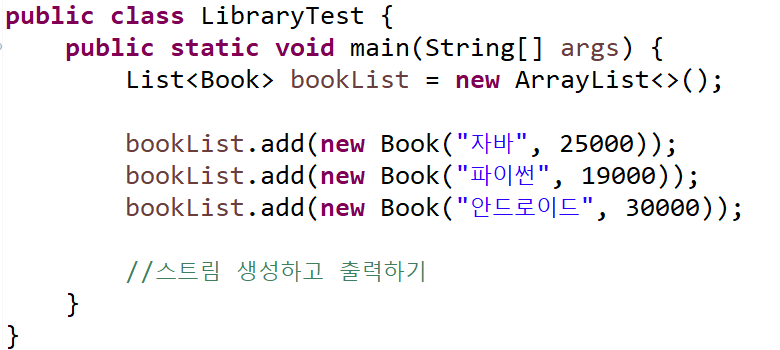 public class LibraryTest {
public static void main(String[] args) {
List<Book> bookList = new ArrayList<>();
bookList.add(new Book("자바", 25000));
bookList.add(new Book("파이썬", 19000));
bookList.add(new Book("안드로이드", 30000));
//스트림 생성하고 출력하기
}
}